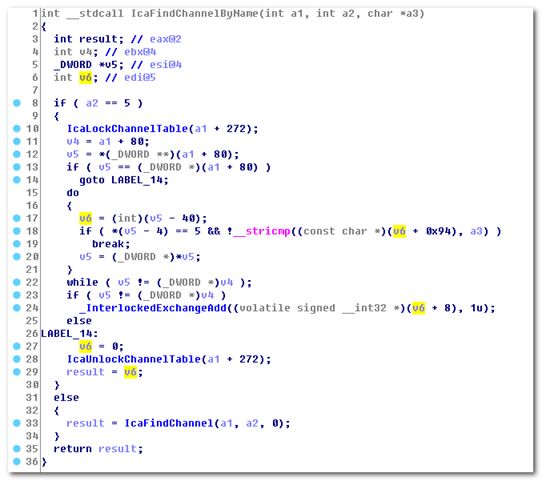 1 int __stdcall IcaFindChannelByName(int a1, int a2, char *a3)
2 {
3 int result; // eax@2
4 int v4; // ebx@4
5 _DWORD *v5; // esi@4
6 int v6; // edi@5
7
8 if ( a2 == 5 )
9 {
10 IcaLockChannelTable(a1 + 272);
11 v4 = a1 + 80;
12 v5 = *(_DWORD **)(a1 + 80);
13 if ( v5 == (_DWORD *)(a1 + 80) )
14 goto LABEL_14;
15 do
16 {
17 v6 = (int)(v5 - 40);
18 if ( *(v5 - 4) == 5 && !__stricmp((const char *)(v6 + 0x94), a3) )
19 break;
20 v5 = (_DWORD *)*v5;
21 }
22 while ( v5 != (_DWORD *)v4 );
23 if ( v5 != (_DWORD *)v4 )
24 _InterlockedExchangeAdd((volatile signed __int32 *)(v6 + 8), 1u);
25 else
26 LABEL_14:
27 v6 = 0;
28 IcaUnlockChannelTable(a1 + 272);
29 result = v6;
30 }
31 else
32 {
33 result = IcaFindChannel(a1, a2, 0);
34 }
35 return result;
36 }